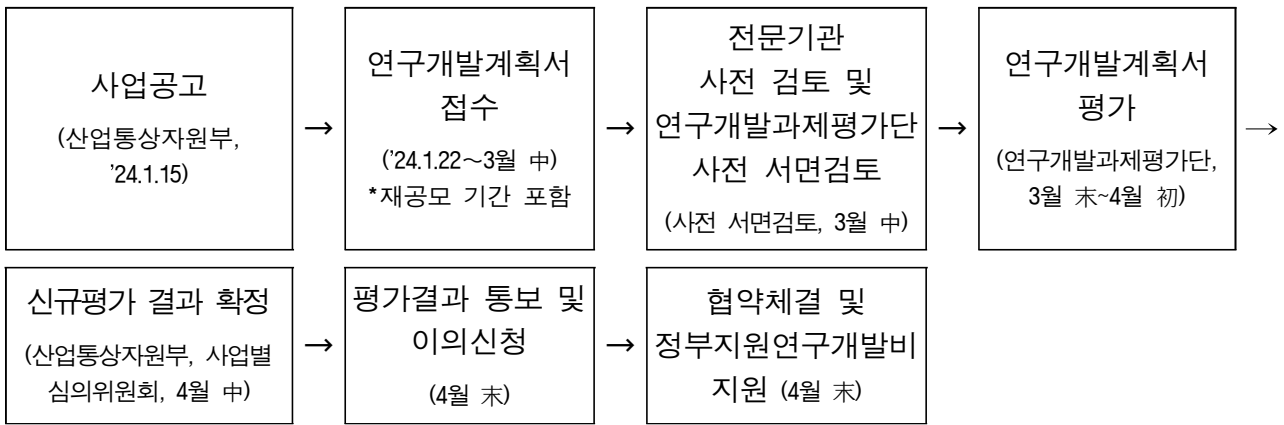 사업공고
(산업통상자원부,
’24.1.15)
→
연구개발계획서
접수
(’24.1.22～3월 中)
*재공모 기간 포함
→
전문기관
사전 검토 및
연구개발과제평가단
사전 서면검토
(사전 서면검토, 3월 中)
→
연구개발계획서
평가
(연구개발과제평가단,
3월 末~4월 初)
→
신규평가 결과 확정
(산업통상자원부, 사업별
심의위원회, 4월 中)
→
평가결과 통보 및
이의신청
(4월 末)
→
협약체결 및
정부지원연구개발비
지원 (4월 末)